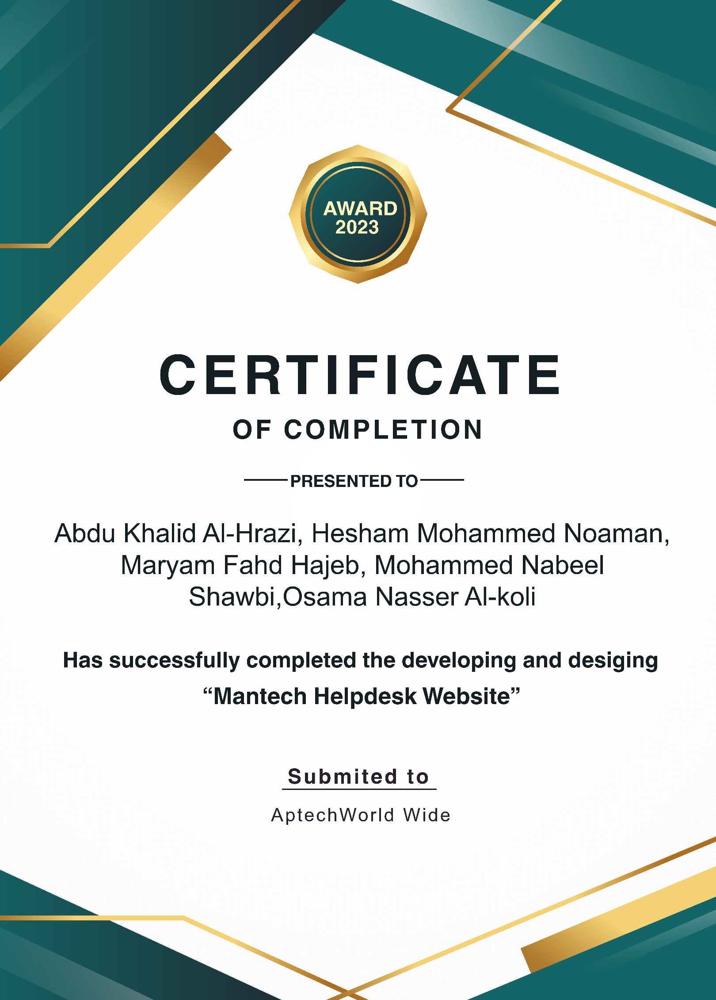 AWARD
2023
CERTIFICATE
OF COMPLETION
PRESENTED TO
Abdu Khalid Al-Hrazi, Hesham Mohammed Noaman,
Maryam Fahd Hajeb, Mohammed Nabeel
Shawbi,Osama Nasser Al-koli
Has successfully completed the developing and desiging
“Mantech Helpdesk Website”
Submited to
AptechWorld Wide